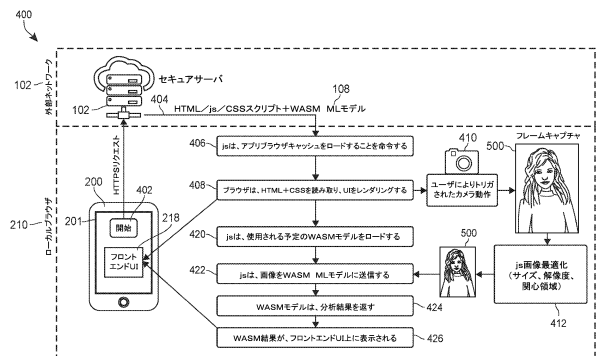 400
外部ネットワーク
102
セキュアサーバ
102
404
HTML/js/CSSスクリプト+WASM MLモデル
108
HTTPSリクエスト
ローカルブラウザ
210
200
201
402
開始
218
フロント
エンドUI
406
jsは、アプリブラウザキャッシュをロードすることを命令する
408
ブラウザは、HTML+CSSを読み取り、UIをレンダリングする
410
ユーザによりトリガ
されたカメラ動作
フレームキャプチャ
500
420
jsは、使用される予定のWASMモデルをロードする
422
jsは、画像をWASM MLモデルに送信する
500
js画像最適化
(サイズ、解像度、
関心領域)
412
WASMモデルは、分析結果を返す
424
WASM結果が、フロントエンドUI上に表示される
426